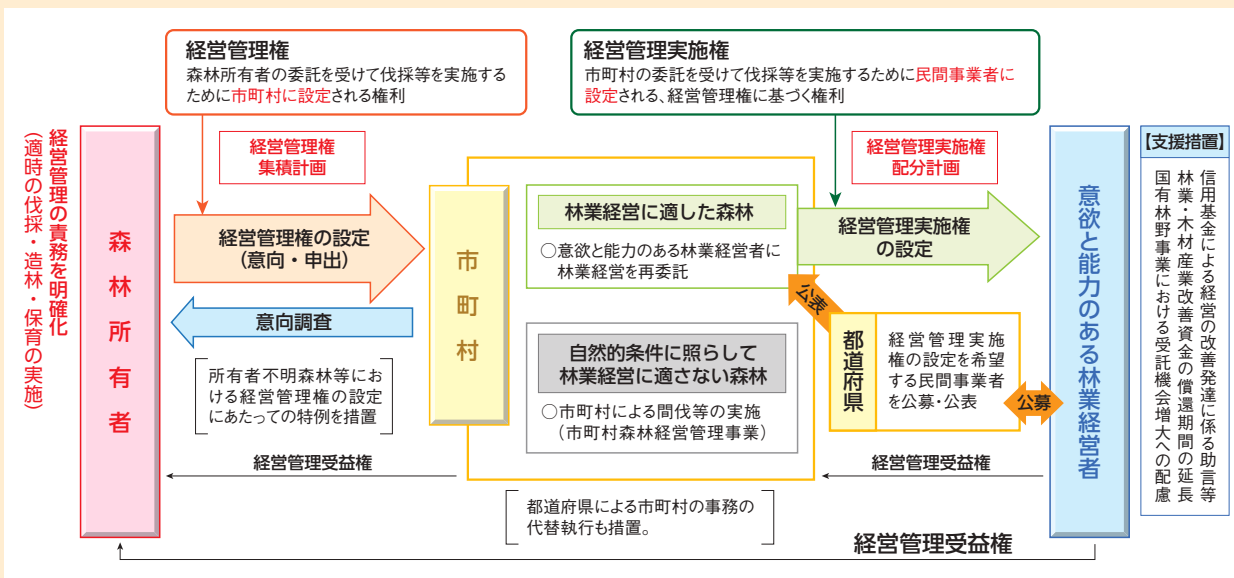 経営管理権
森林所有者の委託を受けて伐採等を実施する
ために市町村に設定される権利
経営管理実施権
市町村の委託を受けて伐採等を実施するために民間事業者に
設定される、経営管理権に基づく権利
経営管理の責務を明確化
(適時の伐採・造林・保育の実施)
森林所有者
経営管理権
集積計画
経営管理権の設定
(意向・申出)
意向調査
所有者不明森林等にお
ける経営管理権の設定
にあたっての特例を措置
市町村
林業経営に適した森林
○意欲と能力のある林業経営者に
林業経営を再委託
自然的条件に照らして
林業経営に適さない森林
○市町村による間伐等の実施
(市町村森林経営管理事業)
経営管理実施権
配分計画
経営管理実施権
の設定
公表
都道府県
経営管理実施
権の設定を希望
する民間事業者
を公募・公表
公募
意欲と能力のある林業経営者
【支援措置】
信用基金による経営の改善発達に係る助言等
林業・木材産業改善資金の償還期間の延長
国有林野事業における受託機会増大への配慮
経営管理受益権
経営管理受益権
都道府県による市町村の事務の
代替執行も措置。
経営管理受益権